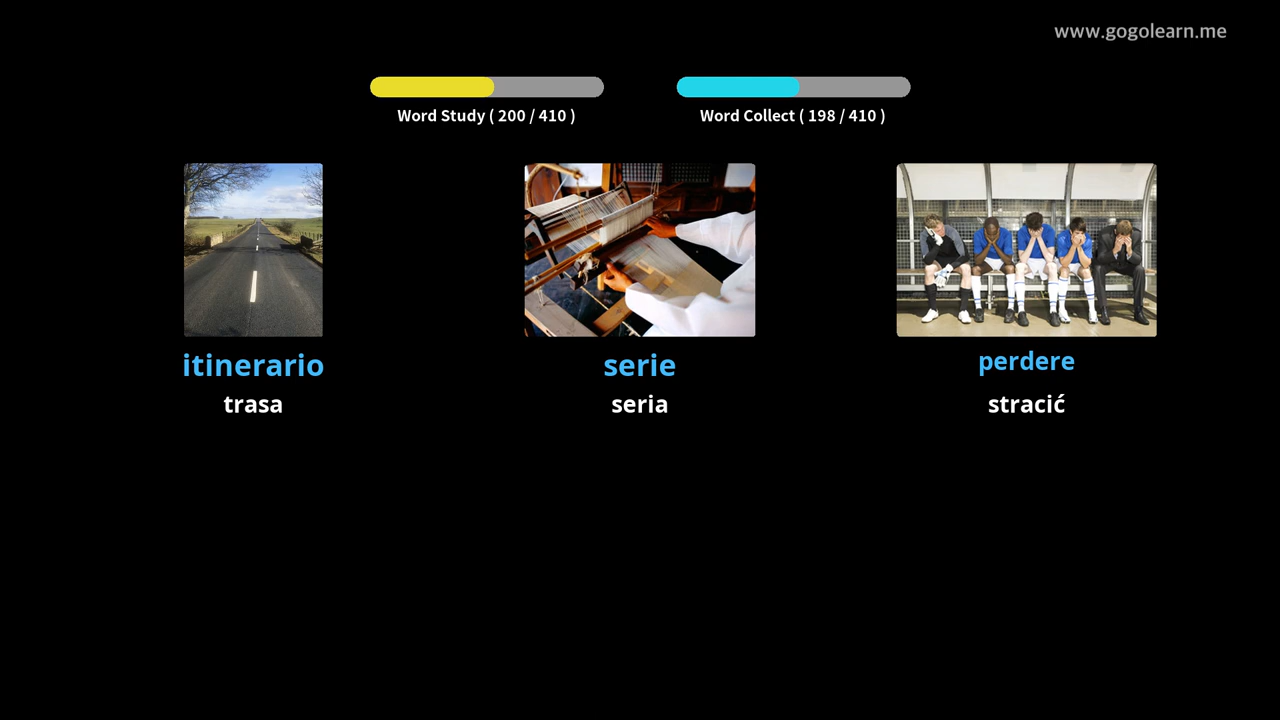 www.gogolearn.me
Word Study ( 200 / 410 )
Word Collect ( 198 / 410 )
itinerario
trasa
serie
seria
perdere
stracić